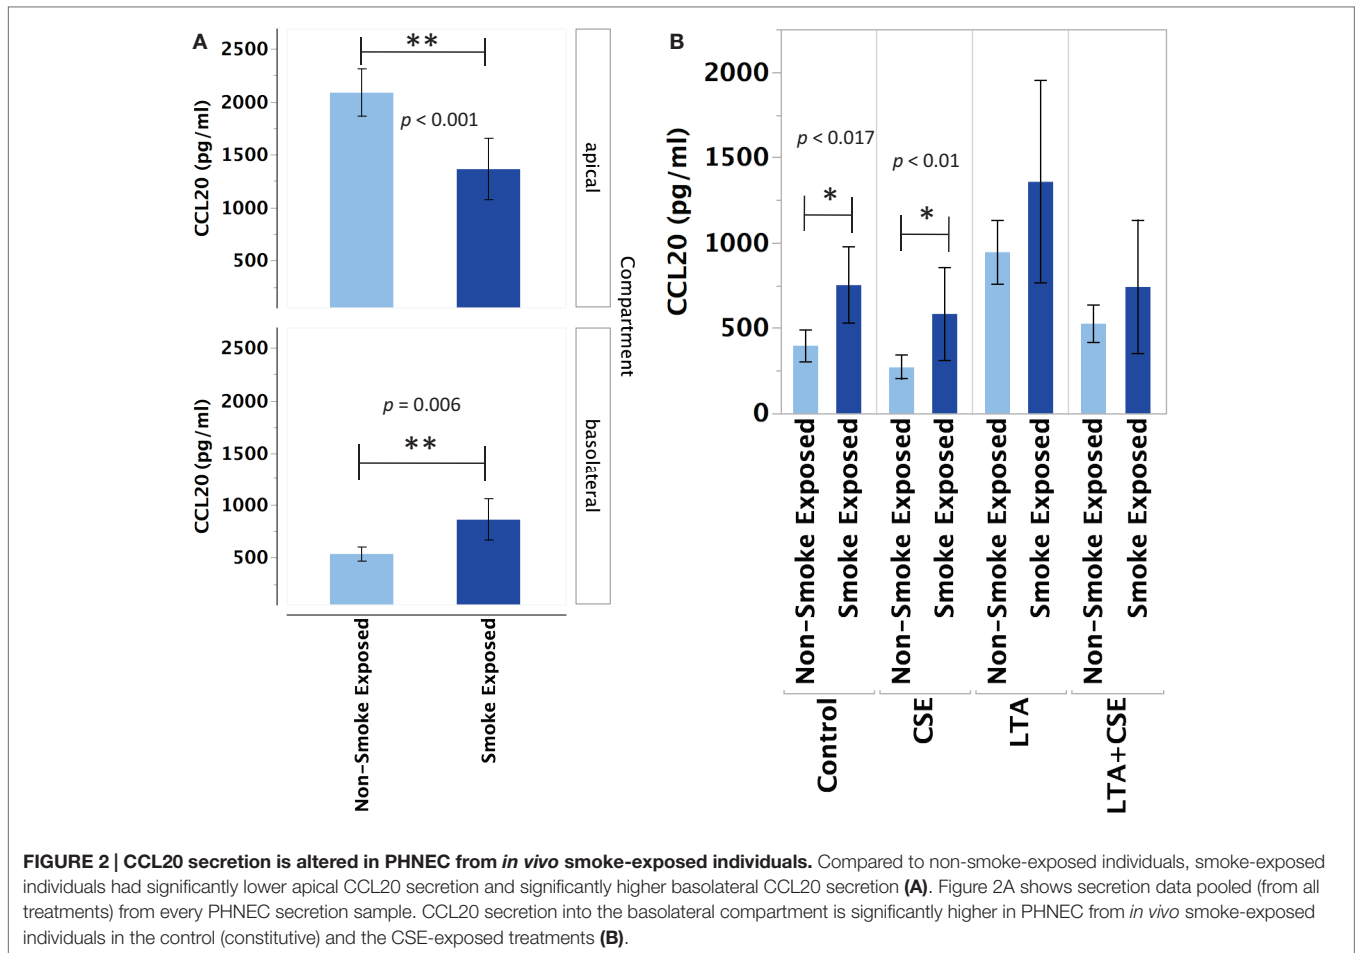 A
2500
2000
1500
1000
500
CCL20 (pg/ml)
**
p < 0.001
apical
2500
2000
1500
1000
500
CCL20 (pg/ml)
p = 0.006
**
basolateral
Compartment
Non-Smoke Exposed
Smoke Exposed
B
2000
1500
1000
500
0
CCL20 (pg/ml)
p < 0.017
*
p < 0.01
*
Non-Smoke Exposed
Smoke Exposed
Non-Smoke Exposed
Smoke Exposed
Non-Smoke Exposed
Smoke Exposed
Non-Smoke Exposed
Smoke Exposed
Control
CSE
LTA
LTA+CSE
FIGURE 2 | CCL20 secretion is altered in PHNEC from in vivo smoke-exposed individuals. Compared to non-smoke-exposed individuals, smoke-exposed
individuals had significantly lower apical CCL20 secretion and significantly higher basolateral CCL20 secretion (A). Figure 2A shows secretion data pooled (from all
treatments) from every PHNEC secretion sample. CCL20 secretion into the basolateral compartment is significantly higher in PHNEC from in vivo smoke-exposed
individuals in the control (constitutive) and the CSE-exposed treatments (B).